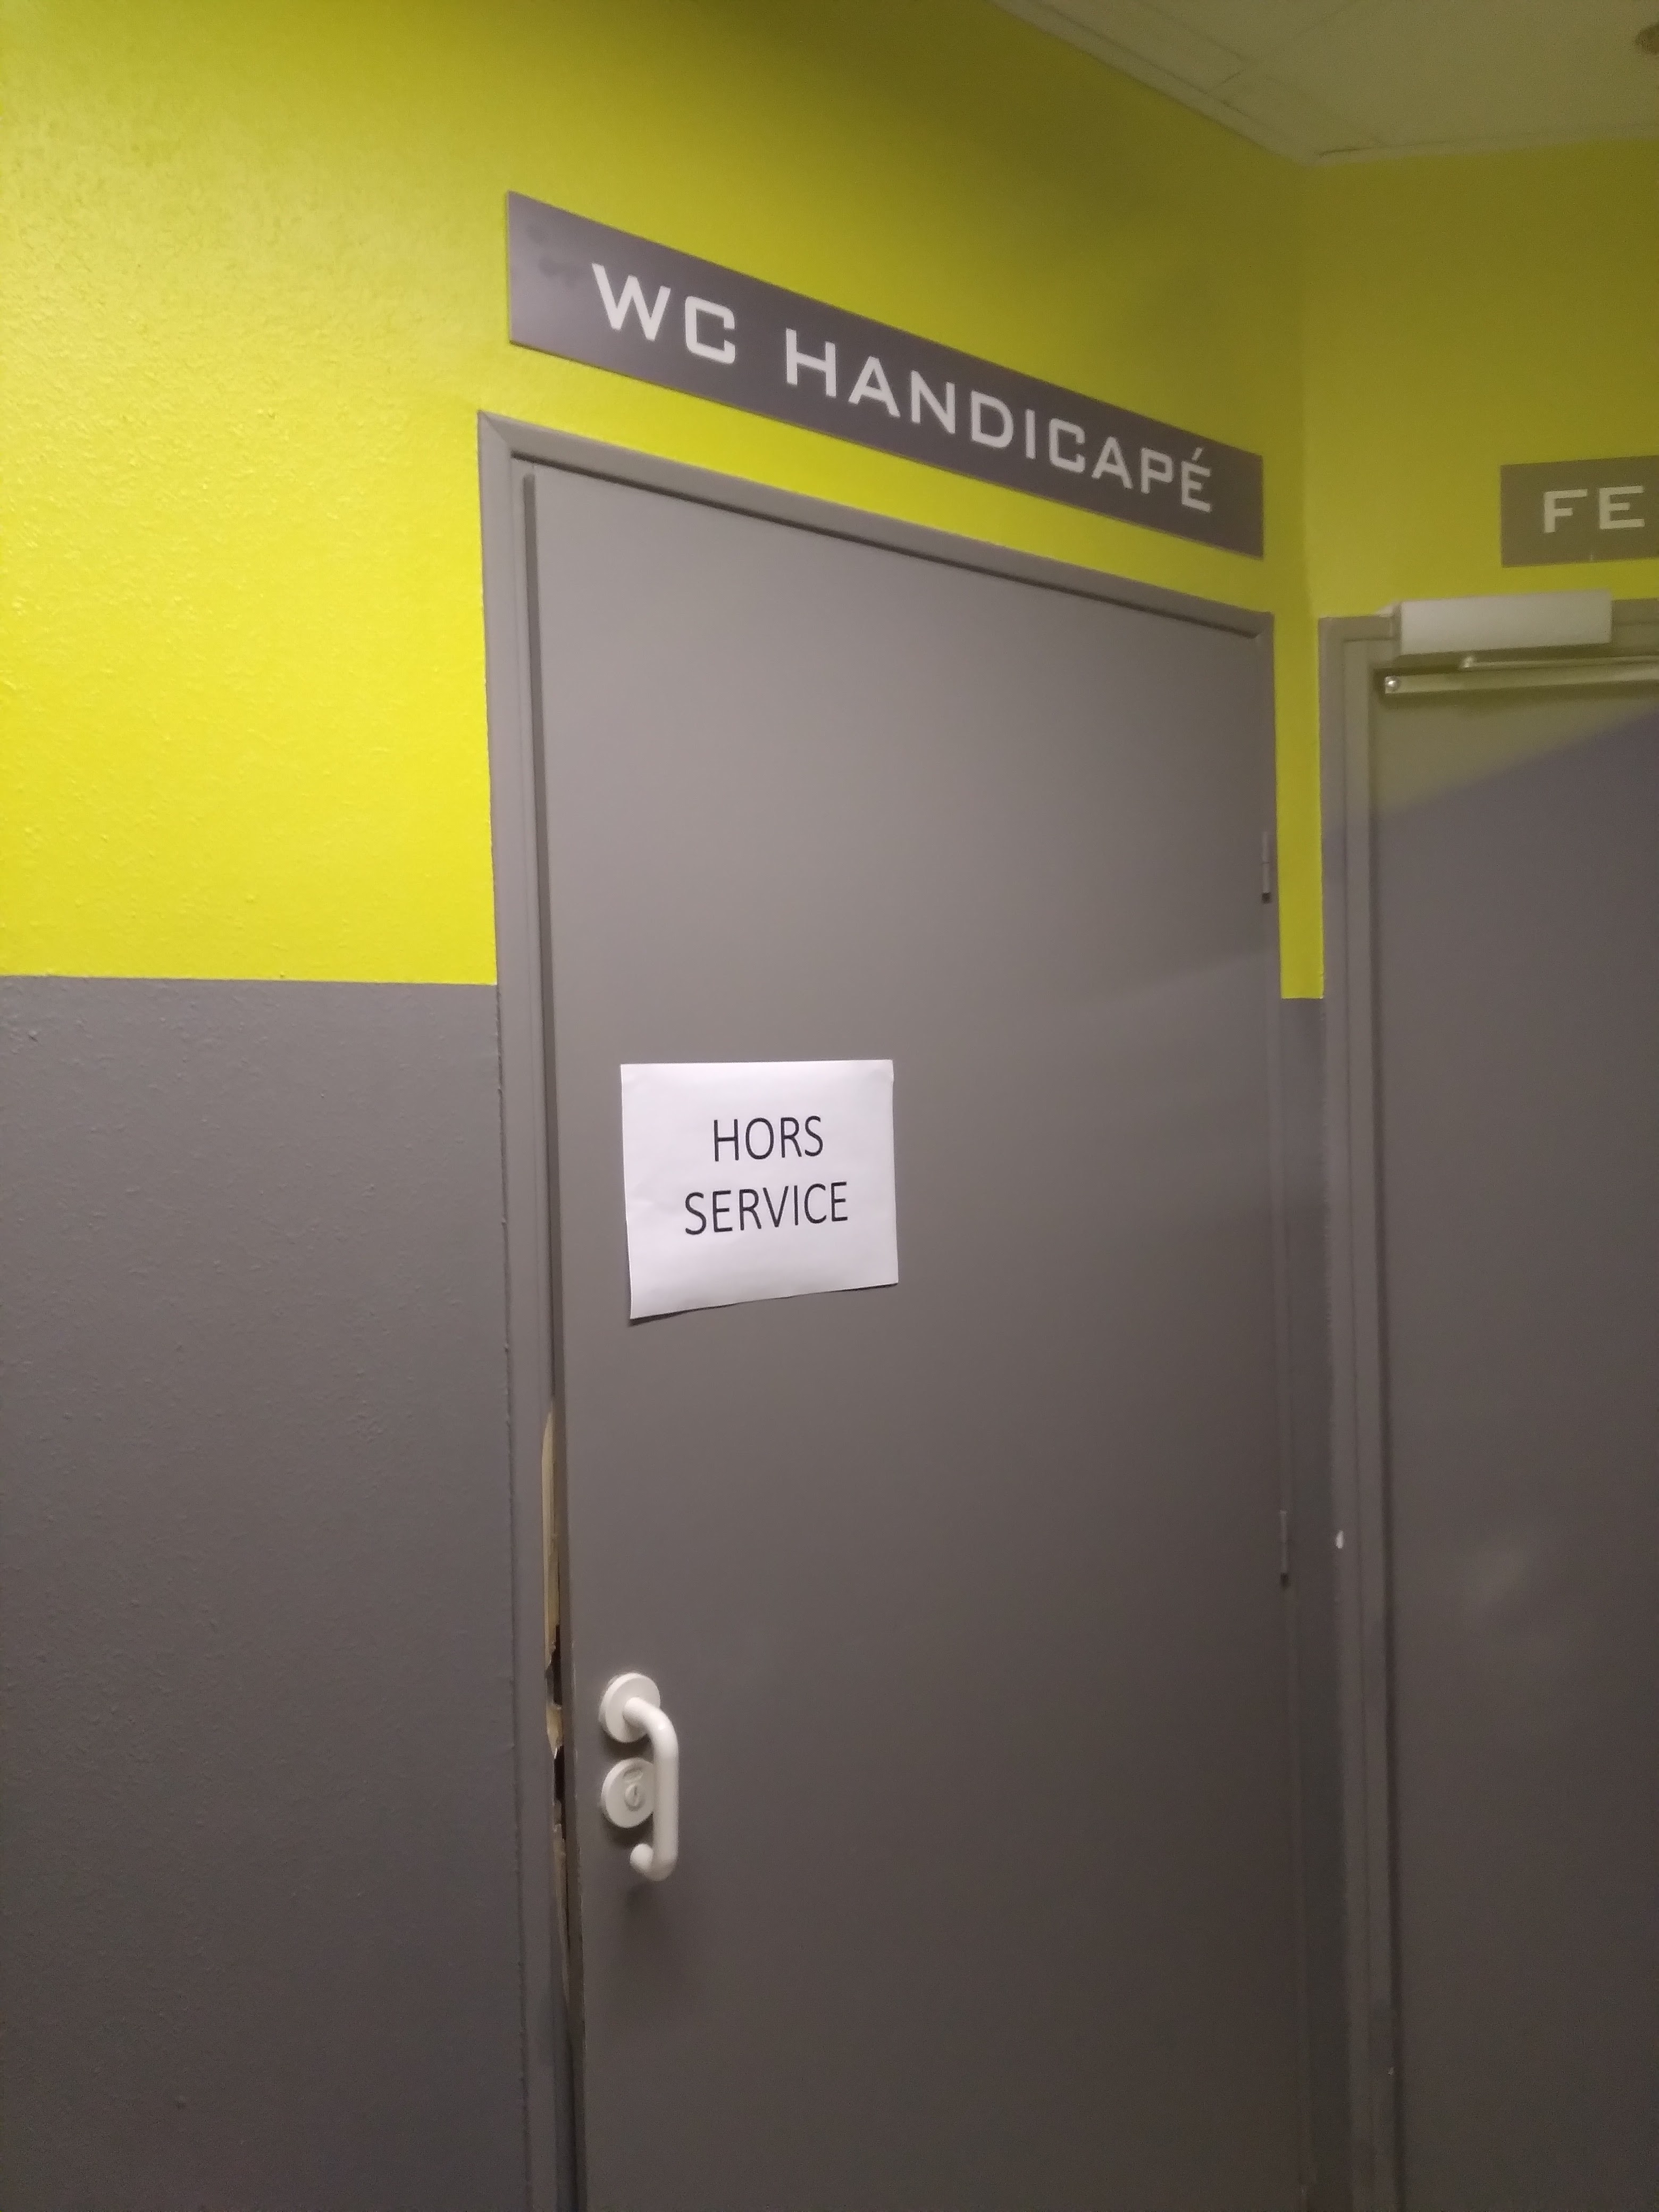 WC HANDICAPÉ
FE
HORS
SERVICE